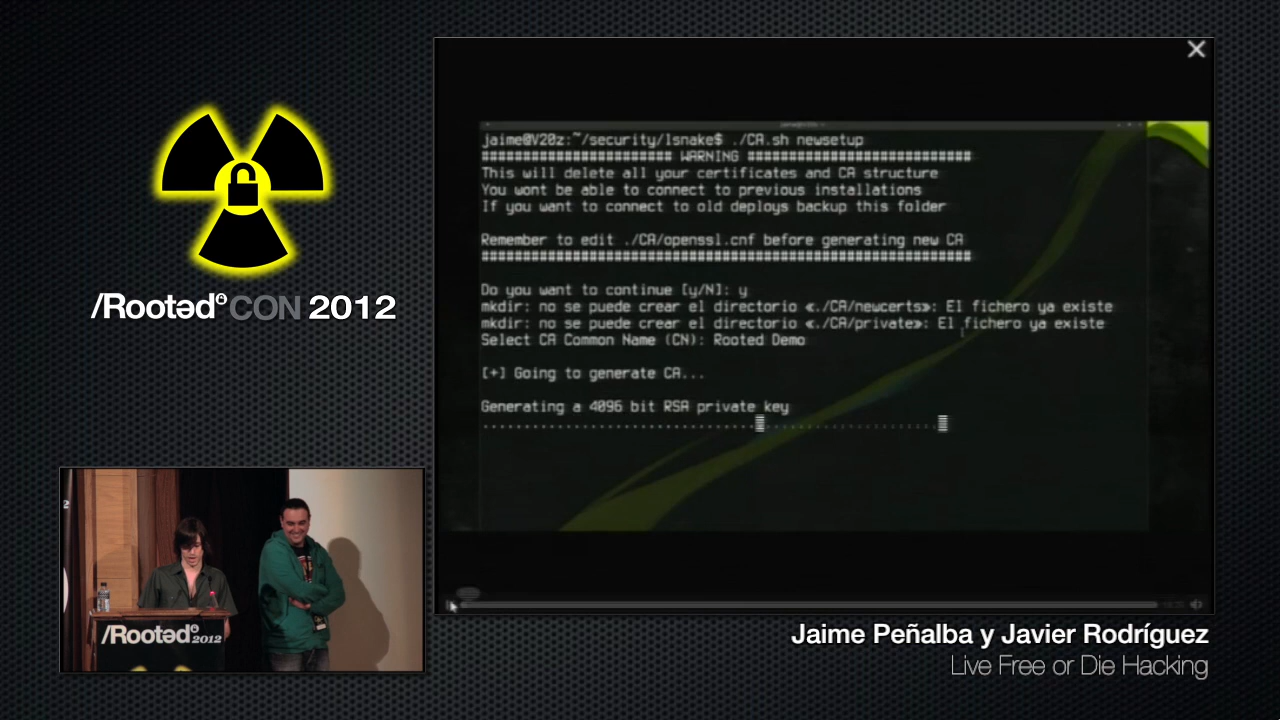 /Rootəd CON 2012
jaime@V20z:~/security/lsnake$ ./CA.sh newsetup
####################### WARNING ###########################
This will delete all your certificates and CA structure
You wont be able to connect to previous installations
If you want to connect to old deploys backup this folder
Remember to edit ./CA/openssl.cnf before generating new CA
###########################################################
Do you want to continue [y/N]: y
mkdir: no se puede crear el directorio «./CA/newcerts»: El fichero ya existe
mkdir: no se puede crear el directorio «./CA/private»: El fichero ya existe
Select CA Common Name (CN): Rooted Demo
[+] Going to generate CA...
Generating a 4096 bit RSA private key
/Rootəd 2012
Jaime Peñalba y Javier Rodríguez
Live Free or Die Hacking